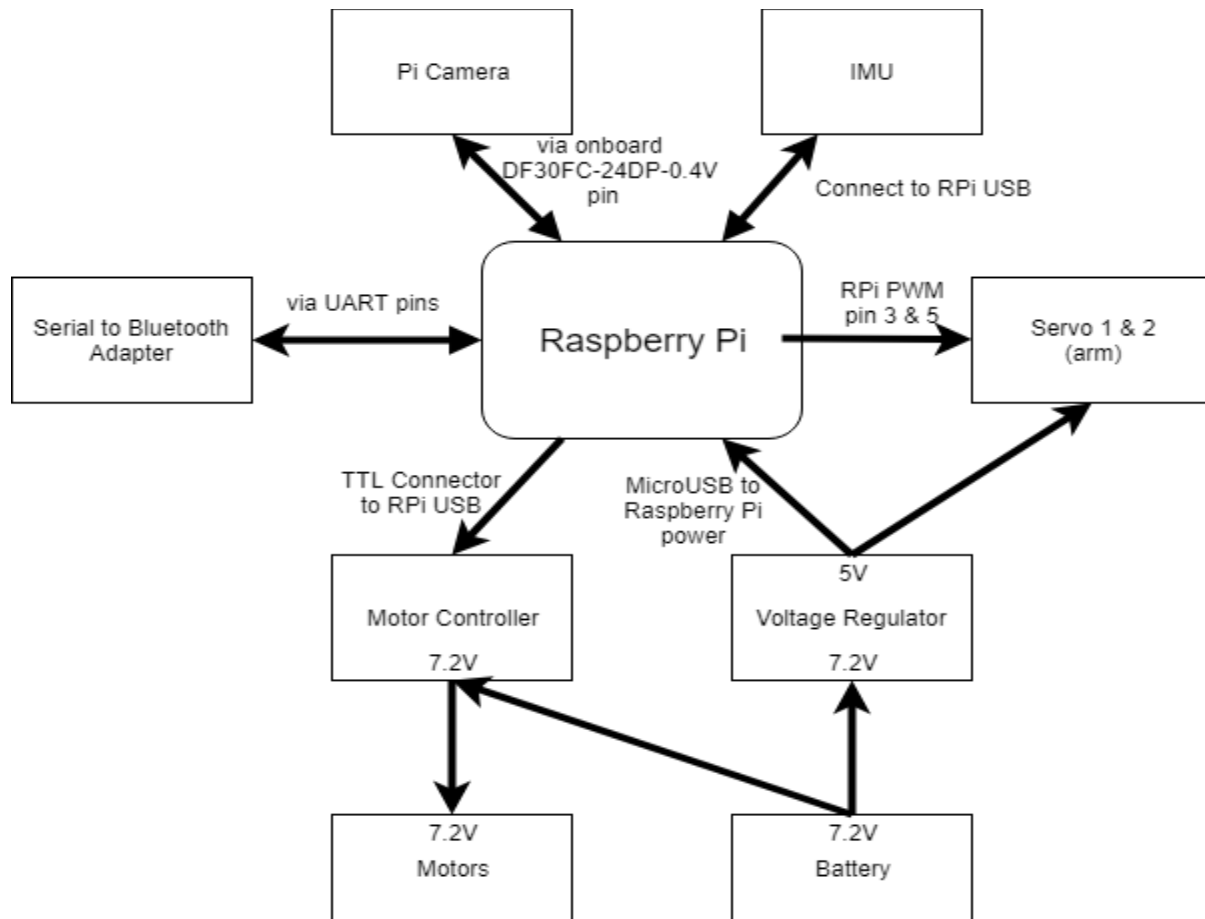 Pi Camera
IMU
via onboard
DF30FC-24DP-0.4V
pin
Connect to RPi USB
Serial to Bluetooth
Adapter
via UART pins
Raspberry Pi
RPi PWM
pin 3 & 5
Servo 1 & 2
(arm)
TTL Connector
to RPi USB
MicroUSB to
Raspberry Pi
power
Motor Controller
7.2V
5V
Voltage Regulator
7.2V
7.2V
Motors
7.2V
Battery